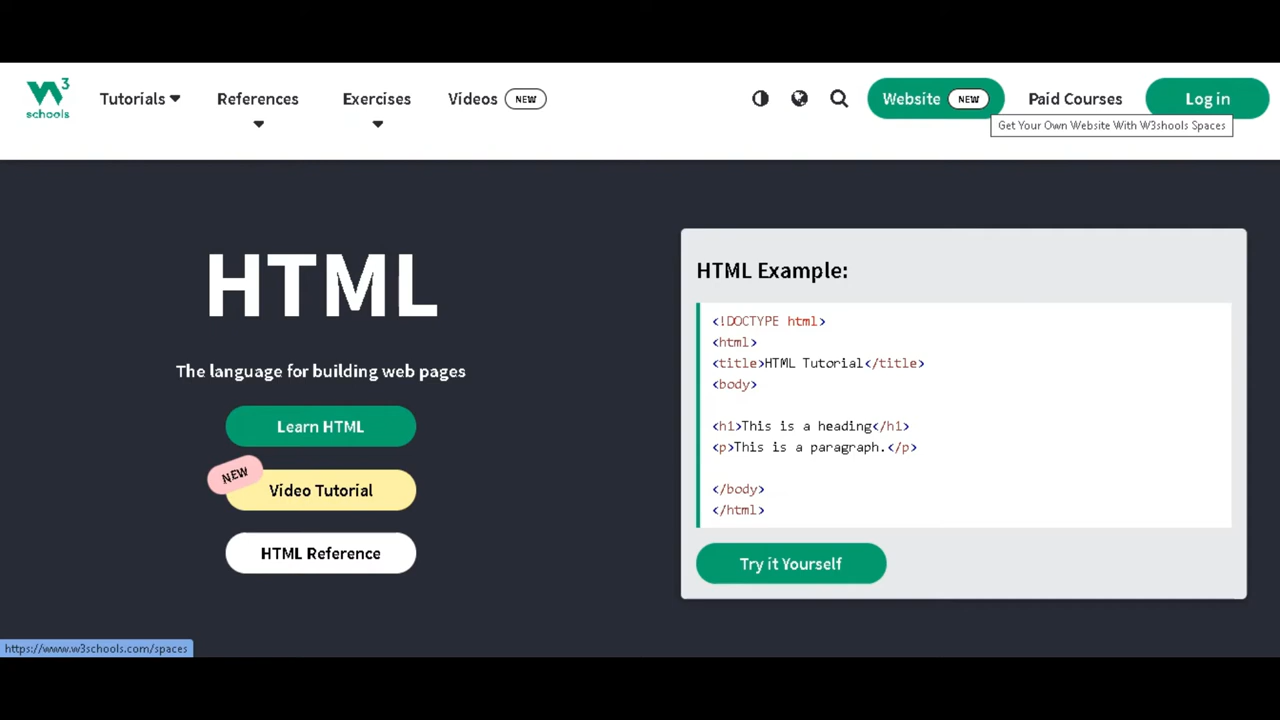 W3 schools
Tutorials
References
Exercises
Videos NEW
Website NEW
Paid Courses
Log in
Get Your Own Website With W3shools Spaces
HTML
The language for building web pages
Learn HTML
NEW
Video Tutorial
HTML Reference
HTML Example:
<!DOCTYPE html>
<html>
<title>HTML Tutorial</title>
<body>
<h1>This is a heading</h1>
<p>This is a paragraph.</p>
</body>
</html>
Try it Yourself
https://www.w3schools.com/spaces